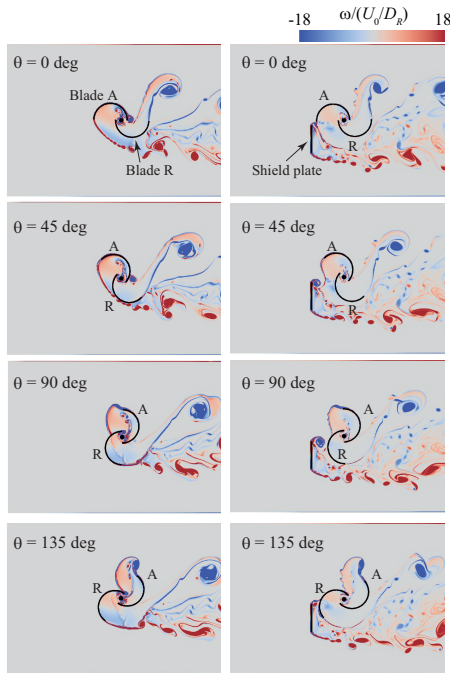 ω/(U₀/D_R)
-18 18
θ = 0 deg
Blade A
Blade R
θ = 0 deg
A
R
Shield plate
θ = 45 deg
A
R
θ = 45 deg
A
R
θ = 90 deg
A
R
θ = 90 deg
A
R
θ = 135 deg
R
A
θ = 135 deg
R
A